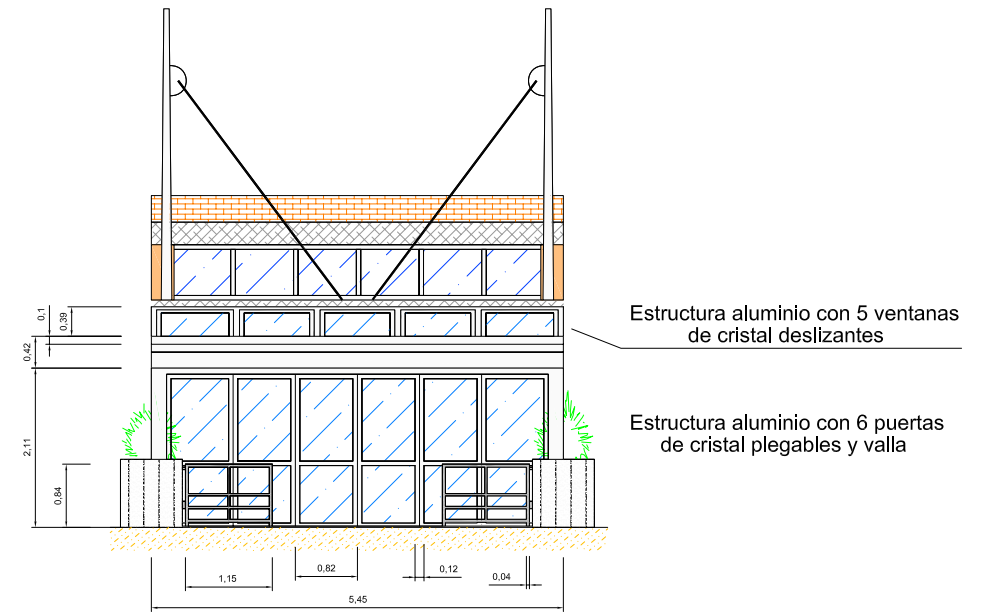 0,1
0,39
0,42
2,11
0,84
Estructura aluminio con 5 ventanas
de cristal deslizantes
Estructura aluminio con 6 puertas
de cristal plegables y valla
1,15
0,82
0,12
0,04
5,45